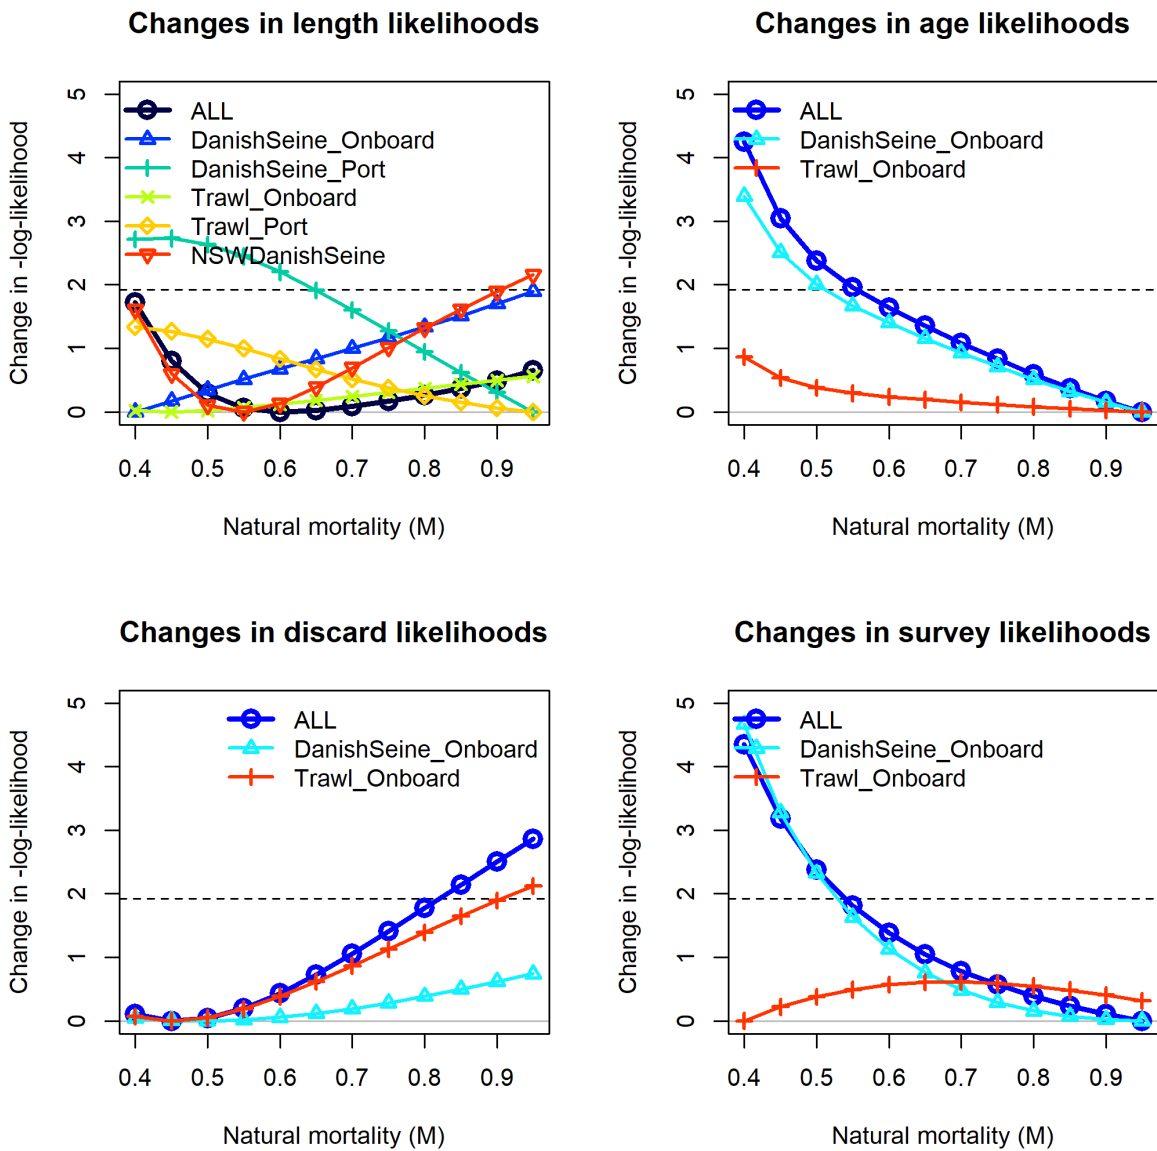 Changes in length likelihoods
Change in -log-likelihood
5
4
3
2
1
0
ALL
DanishSeine_Onboard
DanishSeine_Port
Trawl_Onboard
Trawl_Port
NSWDanishSeine
0.4 0.5 0.6 0.7 0.8 0.9
Natural mortality (M)
Changes in age likelihoods
Change in -log-likelihood
5
4
3
2
1
0
ALL
DanishSeine_Onboard
Trawl_Onboard
0.4 0.5 0.6 0.7 0.8 0.9
Natural mortality (M)
Changes in discard likelihoods
Change in -log-likelihood
5
4
3
2
1
0
ALL
DanishSeine_Onboard
Trawl_Onboard
0.4 0.5 0.6 0.7 0.8 0.9
Natural mortality (M)
Changes in survey likelihoods
Change in -log-likelihood
5
4
3
2
1
0
ALL
DanishSeine_Onboard
Trawl_Onboard
0.4 0.5 0.6 0.7 0.8 0.9
Natural mortality (M)